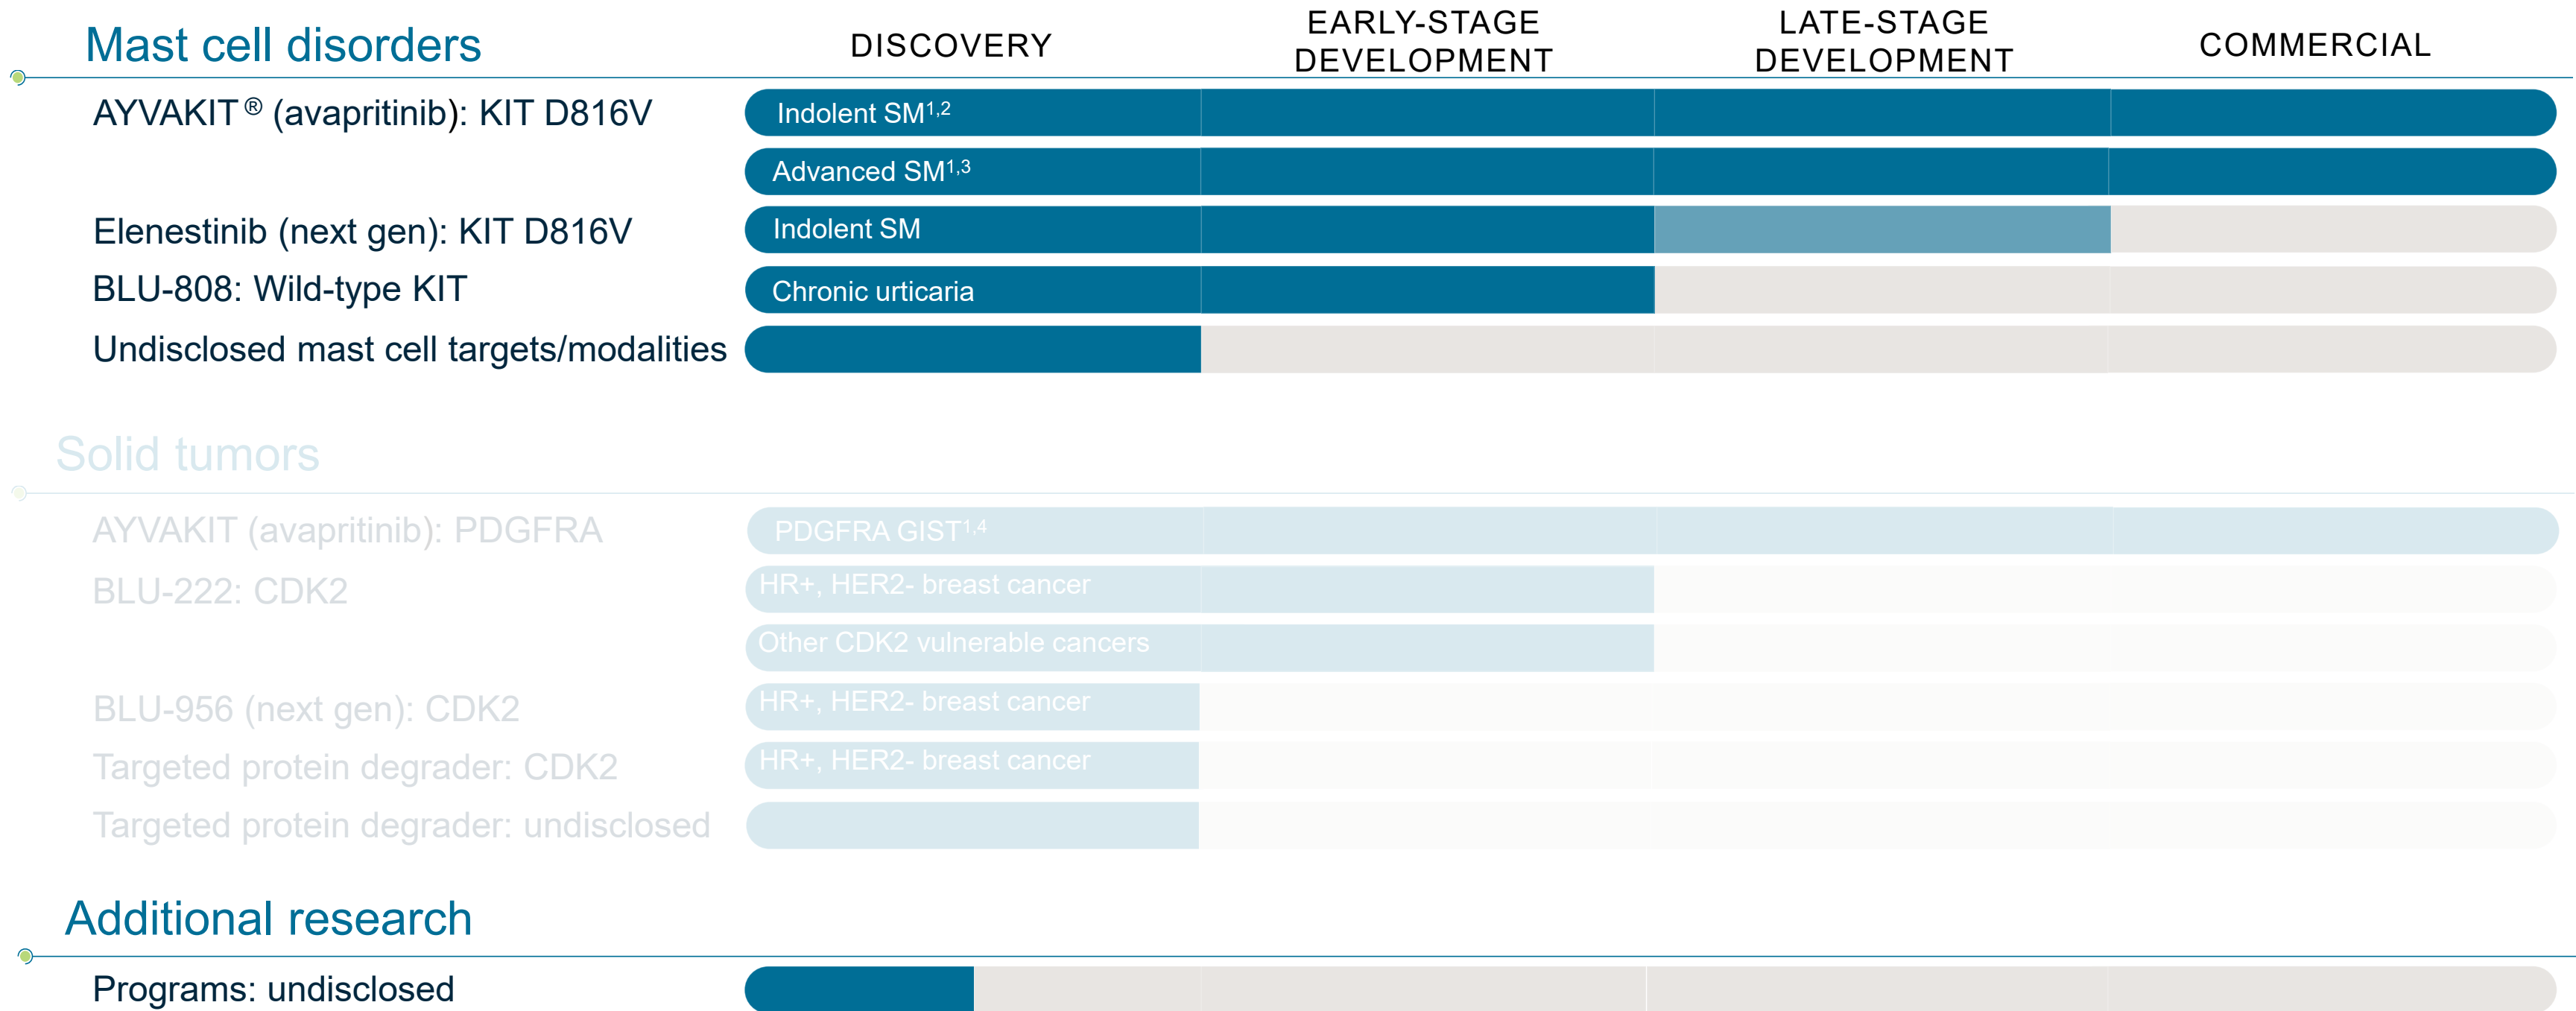 Mast cell disorders
DISCOVERY
EARLY-STAGE
DEVELOPMENT
LATE-STAGE
DEVELOPMENT
COMMERCIAL
AYVAKIT® (avapritinib): KIT D816V
Indolent SM1,2
Advanced SM1,3
Elenestinib (next gen): KIT D816V
Indolent SM
BLU-808: Wild-type KIT
Chronic urticaria
Undisclosed mast cell targets/modalities
Solid tumors
AYVAKIT (avapritinib): PDGFRA
PDGFRA GIST1,4
BLU-222: CDK2
HR+, HER2- breast cancer
Other CDK2 vulnerable cancers
BLU-956 (next gen): CDK2
HR+, HER2- breast cancer
Targeted protein degrader: CDK2
HR+, HER2- breast cancer
Targeted protein degrader: undisclosed
Additional research
Programs: undisclosed